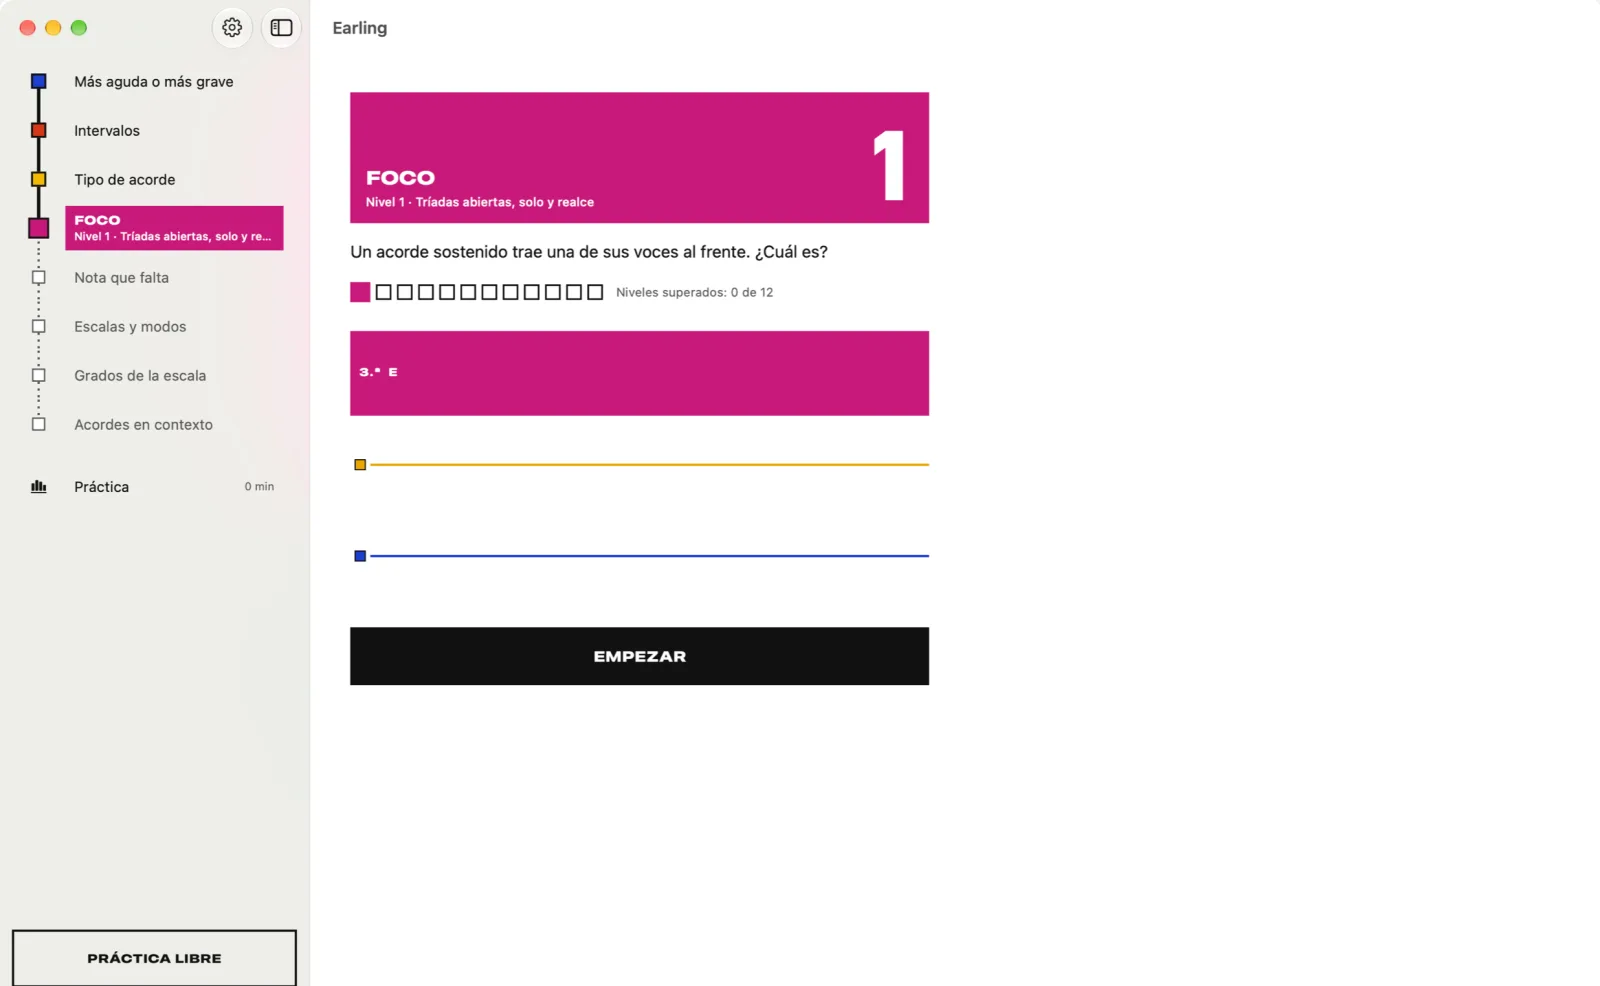 Earling
Más aguda o más grave
Intervalos
Tipo de acorde
FOCO
Nivel 1 · Tríadas abiertas, solo y re...
Nota que falta
Escalas y modos
Grados de la escala
Acordes en contexto
Práctica
0 min
PRÁCTICA LIBRE
FOCO
Nivel 1 · Tríadas abiertas, solo y realce
1
Un acorde sostenido trae una de sus voces al frente. ¿Cuál es?
Niveles superados: 0 de 12
3.ª E
EMPEZAR